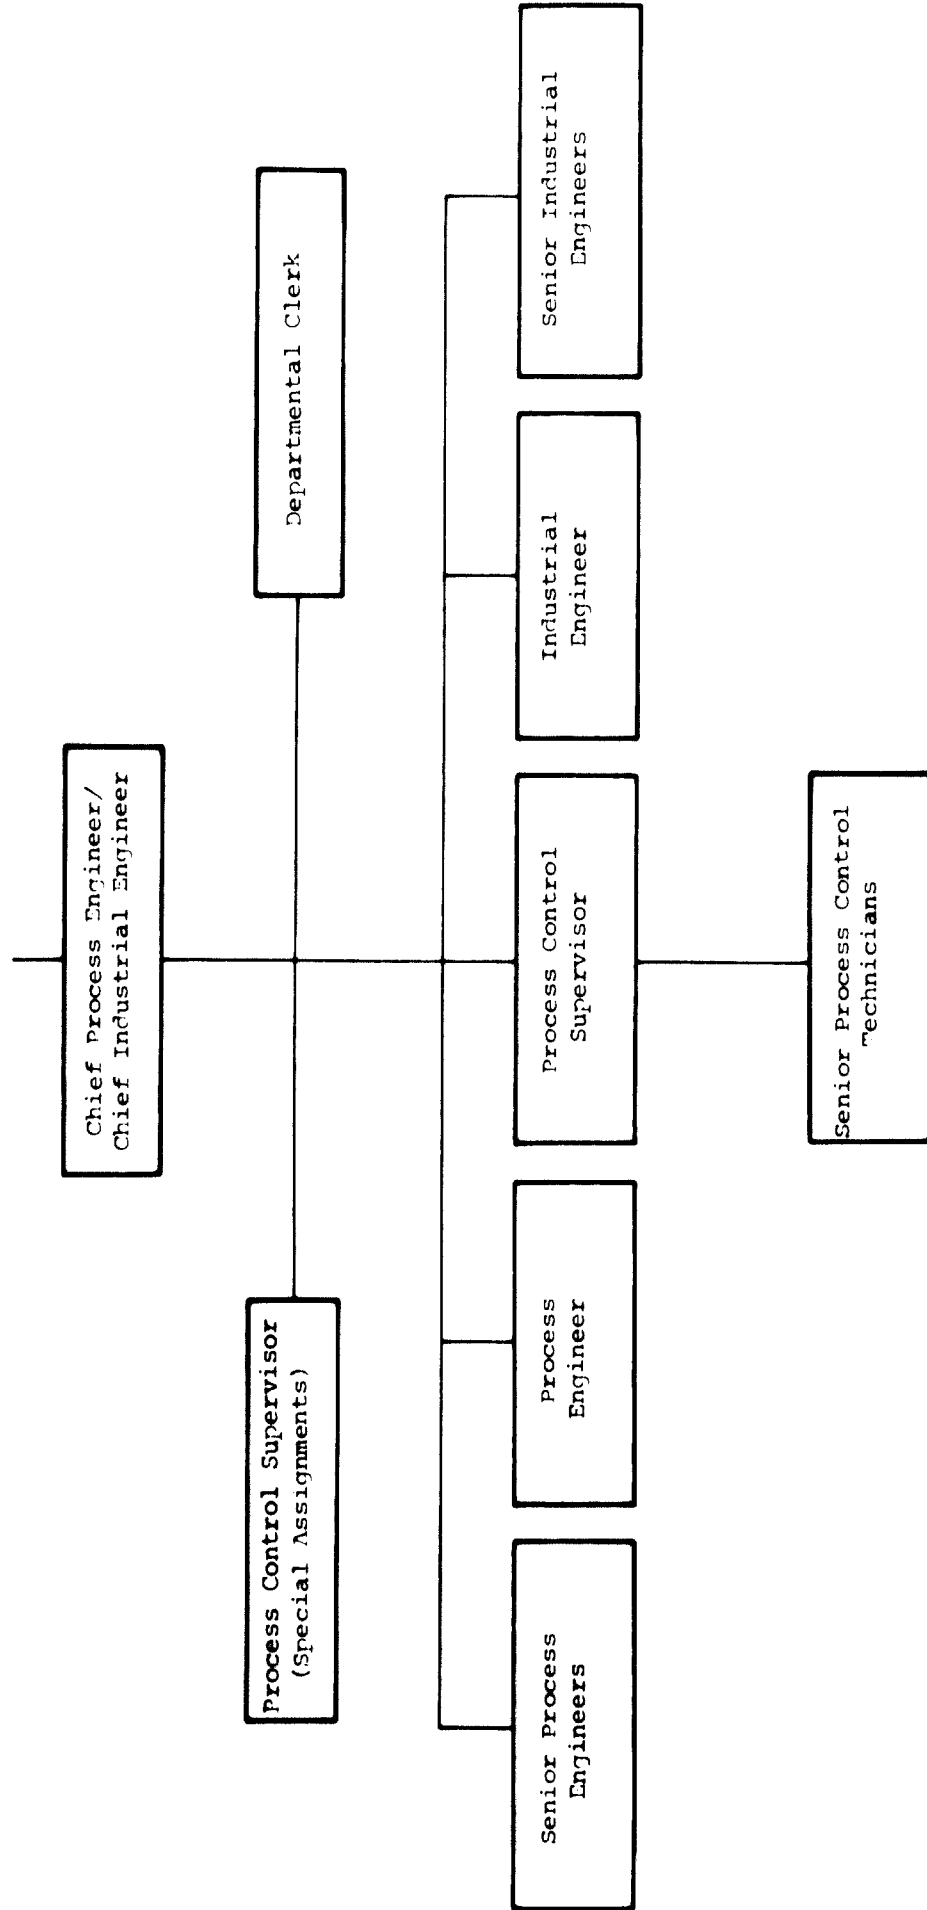 Chief Process Engineer/
Chief Industrial Engineer
Process Control Supervisor
(Special Assignments)
Departmental Clerk
Senior Process
Engineers
Process
Engineer
Process Control
Supervisor
Industrial
Engineer
Senior Industrial
Engineers
Senior Process Control
Technicians